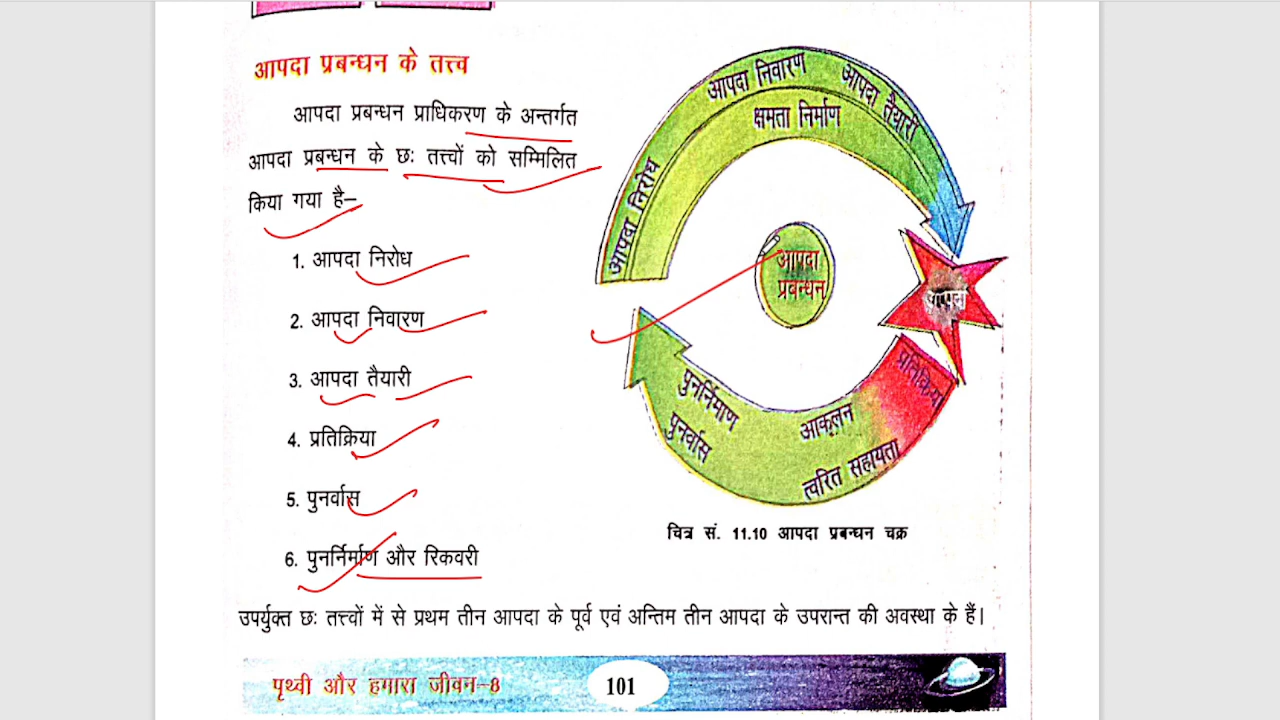 आपदा प्रबन्धन के तत्त्व
आपदा प्रबन्धन प्राधिकरण के अन्तर्गत
आपदा प्रबन्धन के छः तत्त्वों को सम्मिलित
किया गया है–
1. आपदा निरोध
2. आपदा निवारण
3. आपदा तैयारी
4. प्रतिक्रिया
5. पुनर्वास
6. पुनर्निर्माण और रिकवरी
आपदा निरोध
आपदा निवारण
आपदा तैयारी
क्षमता निर्माण
आपदा
प्रबन्धन
प्रतिक्रिया
आकलन
त्वरित सहायता
पुनर्निमाण
पुनर्वास
चित्र सं. 11.10 आपदा प्रबन्धन चक्र
उपर्युक्त छः तत्त्वों में से प्रथम तीन आपदा के पूर्व एवं अन्तिम तीन आपदा के उपरान्त की अवस्था के हैं।
पृथ्वी और हमारा जीवन-8
101